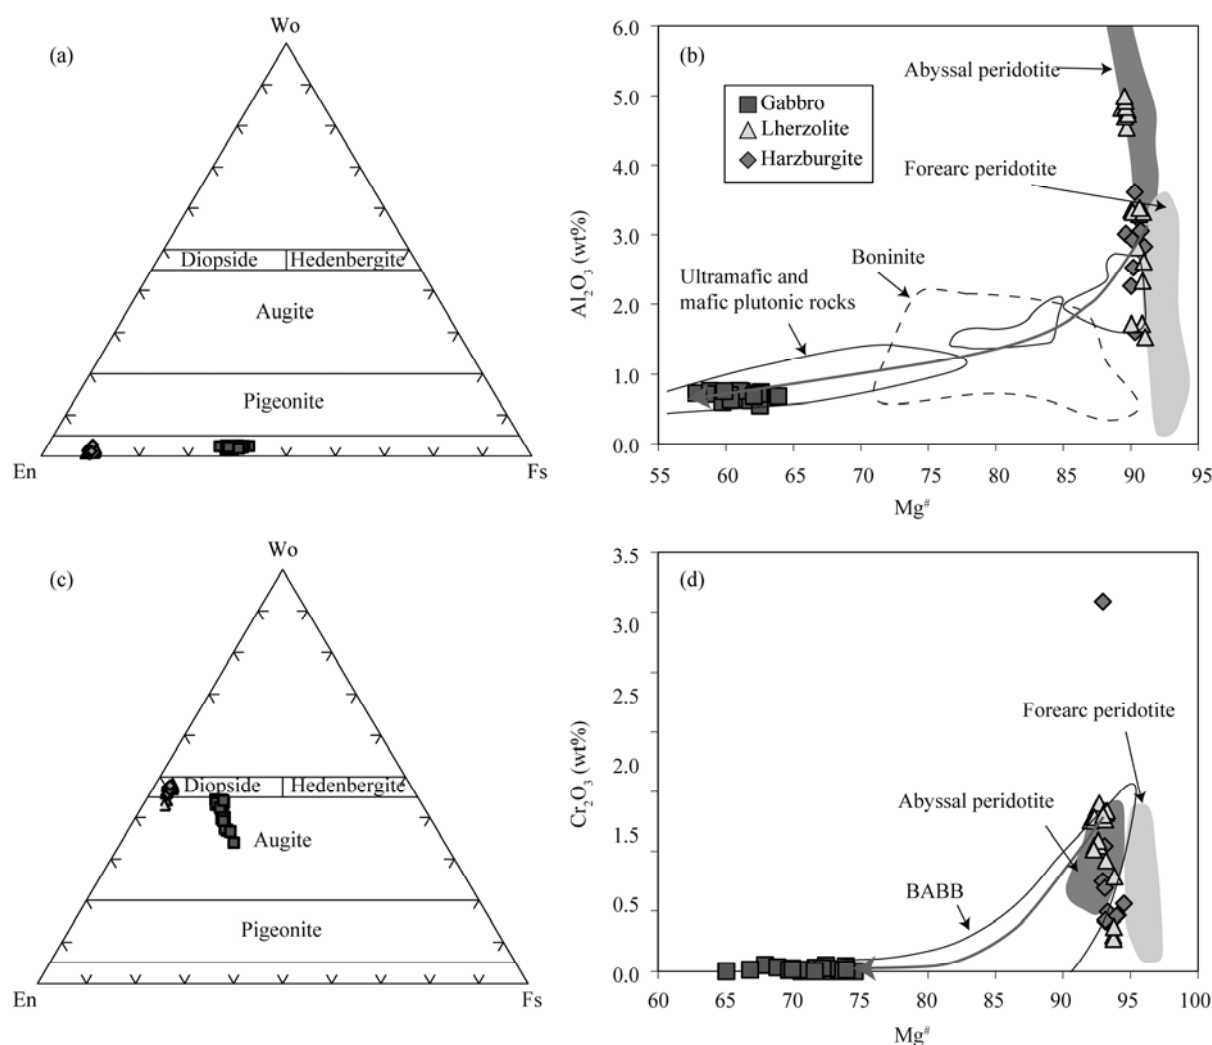 (a)
Wo
Diopside
Hedenbergite
Augite
Pigeonite
En
Fs
(b)
6.0
5.0
4.0
3.0
2.0
1.0
0.0
Al2O3 (wt%)
Gabbro
Lherzolite
Harzburgite
Abyssal peridotite
Forearc peridotite
Boninite
Ultramafic and
mafic plutonic rocks
55
60
65
70
75
80
85
90
95
Mg#
(c)
Wo
Diopside
Hedenbergite
Augite
Pigeonite
En
Fs
(d)
3.5
3.0
2.5
2.0
1.5
0.5
0.0
Cr2O3 (wt%)
Forearc peridotite
Abyssal peridotite
BABB
60
65
70
75
80
85
90
95
100
Mg#